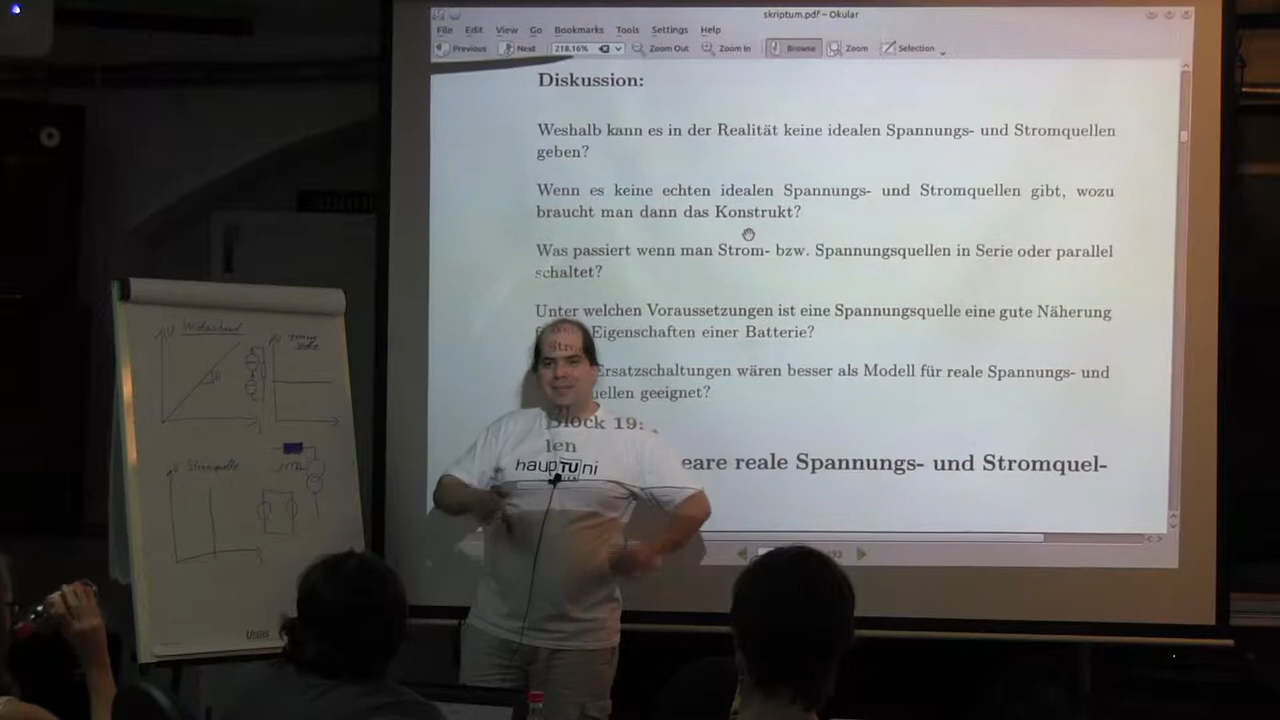 skriptum.pdf – Okular
File Edit View Go Bookmarks Tools Settings Help
Previous Next 218.16% Zoom Out Zoom In Browse Zoom Selection
Diskussion:
Weshalb kann es in der Realität keine idealen Spannungs- und Stromquellen
geben?
Wenn es keine echten idealen Spannungs- und Stromquellen gibt, wozu
braucht man dann das Konstrukt?
Was passiert wenn man Strom- bzw. Spannungsquellen in Serie oder parallel
schaltet?
Unter welchen Voraussetzungen ist eine Spannungsquelle eine gute Näherung
Eigenschaften einer Batterie?
Ersatzschaltungen wären besser als Modell für reale Spannungs- und
uellen geeignet?
Block 19:
eare reale Spannungs- und Stromquel-
len
haupTUni
U Widerstand
R
U
U Stromquelle